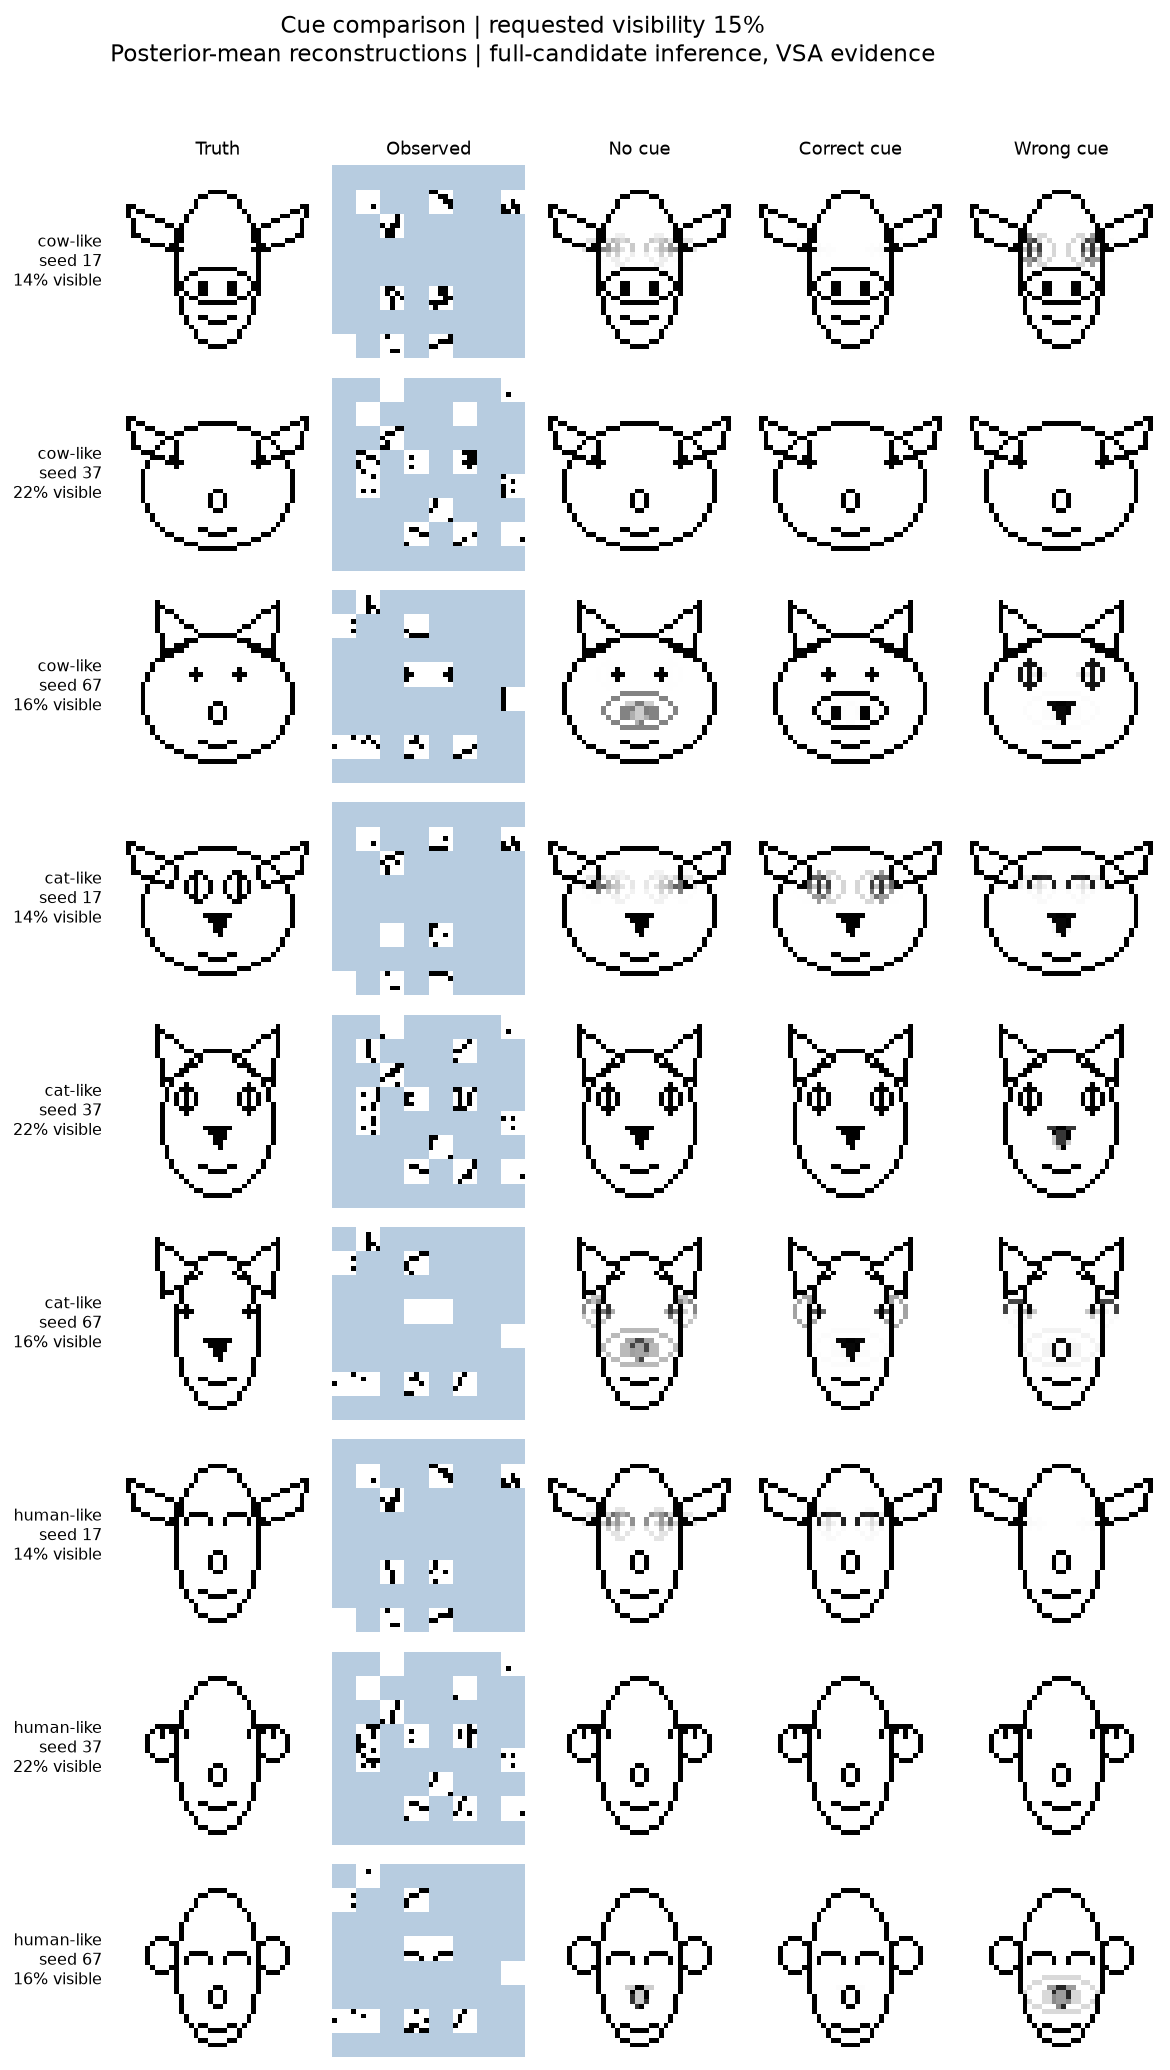 Cue comparison | requested visibility 15%
Posterior-mean reconstructions | full-candidate inference, VSA evidence
Truth Observed No cue Correct cue Wrong cue
cow-like
seed 17
14% visible
cow-like
seed 37
22% visible
cow-like
seed 67
16% visible
cat-like
seed 17
14% visible
cat-like
seed 37
22% visible
cat-like
seed 67
16% visible
human-like
seed 17
14% visible
human-like
seed 37
22% visible
human-like
seed 67
16% visible